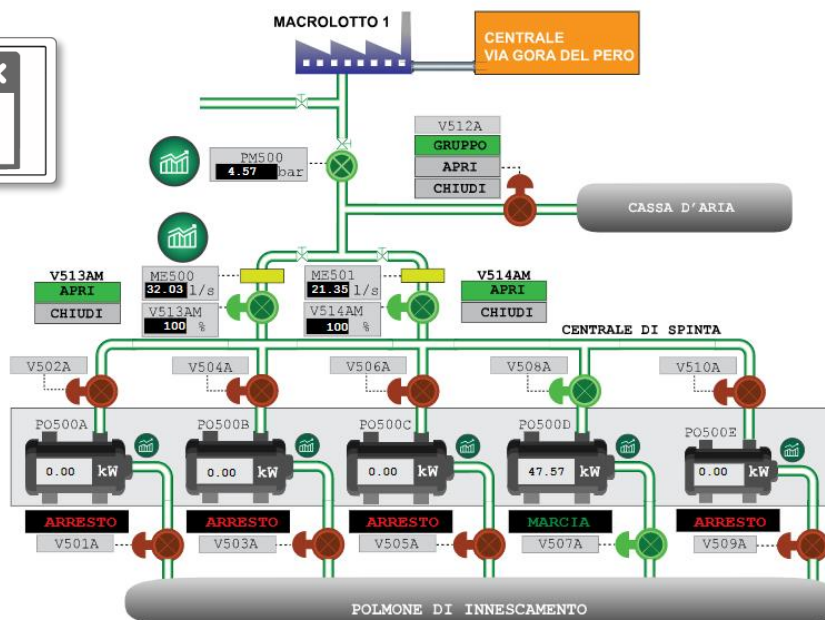 MACROLOTTO 1
CENTRALE
VIA GORA DEL PERO
PM500
4.57 bar
V512A
GRUPPO
APRI
CHIUDI
CASSA D'ARIA
V513AM
APRI
CHIUDI
ME500
32.03 l/s
V513AM
100 %
ME501
21.35 l/s
V514AM
100 %
V514AM
APRI
CHIUDI
CENTRALE DI SPINTA
V502A
V504A
V506A
V508A
V510A
PO500A
0.00 kW
PO500B
0.00 kW
PO500C
0.00 kW
PO500D
47.57 kW
PO500E
0.00 kW
ARRESTO
ARRESTO
ARRESTO
MARCIA
ARRESTO
V501A
V503A
V505A
V507A
V509A
POLMONE DI INNESCAMENTO